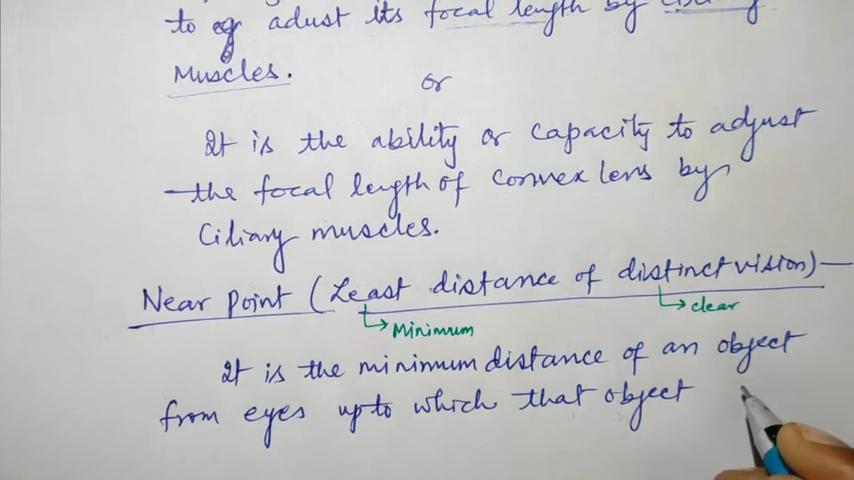 to eg adust its focal length by
Muscles.
or
It is the ability or capacity to adjust
the focal length of convex lens by
Ciliary muscles.
Near point (Least distance of distinct vision) —
Minimum
clear
It is the minimum distance of an object
from eyes upto which that object